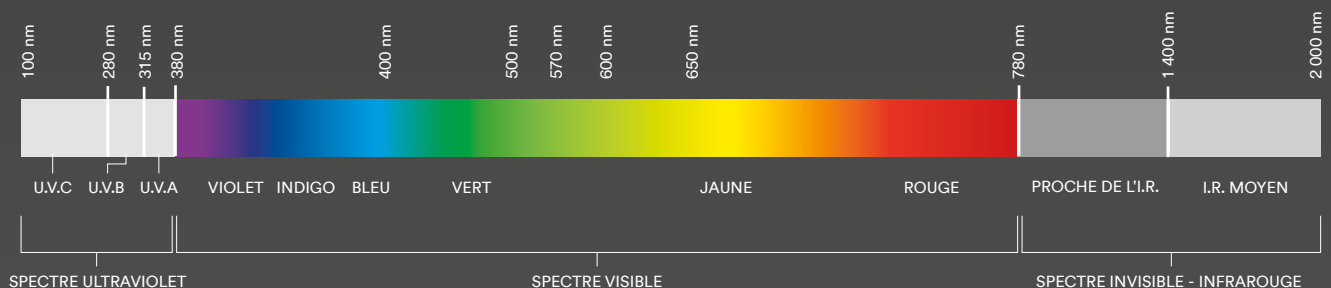 100 nm 280 nm 315 nm 380 nm 400 nm 500 nm 570 nm 600 nm 650 nm 780 nm 1 400 nm 2 000 nm
U.V.C U.V.B U.V.A VIOLET INDIGO BLEU VERT JAUNE ROUGE PROCHE DE L'I.R. I.R. MOYEN
SPECTRE ULTRAVIOLET SPECTRE VISIBLE SPECTRE INVISIBLE - INFRAROUGE